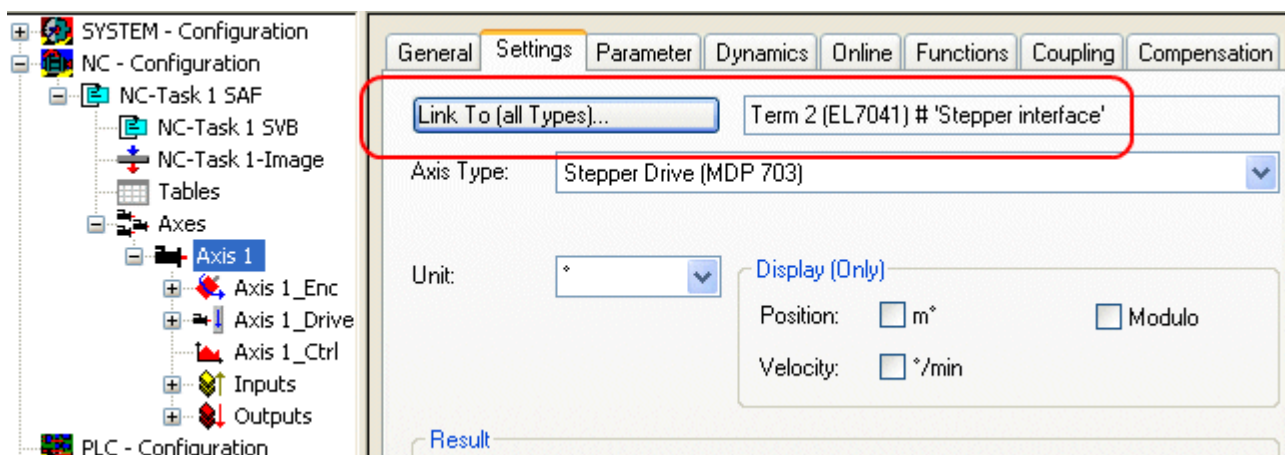 SYSTEM - Configuration
NC - Configuration
NC-Task 1 SAF
NC-Task 1 SVB
NC-Task 1-Image
Tables
Axes
Axis 1
Axis 1_Enc
Axis 1_Drive
Axis 1_Ctrl
Inputs
Outputs
PLC - Configuration
General Settings Parameter Dynamics Online Functions Coupling Compensation
Link To (all Types)... Term 2 (EL7041) # 'Stepper interface'
Axis Type: Stepper Drive (MDP 703)
Unit: °
Display (Only)
Position: m° Modulo
Velocity: °/min
Result